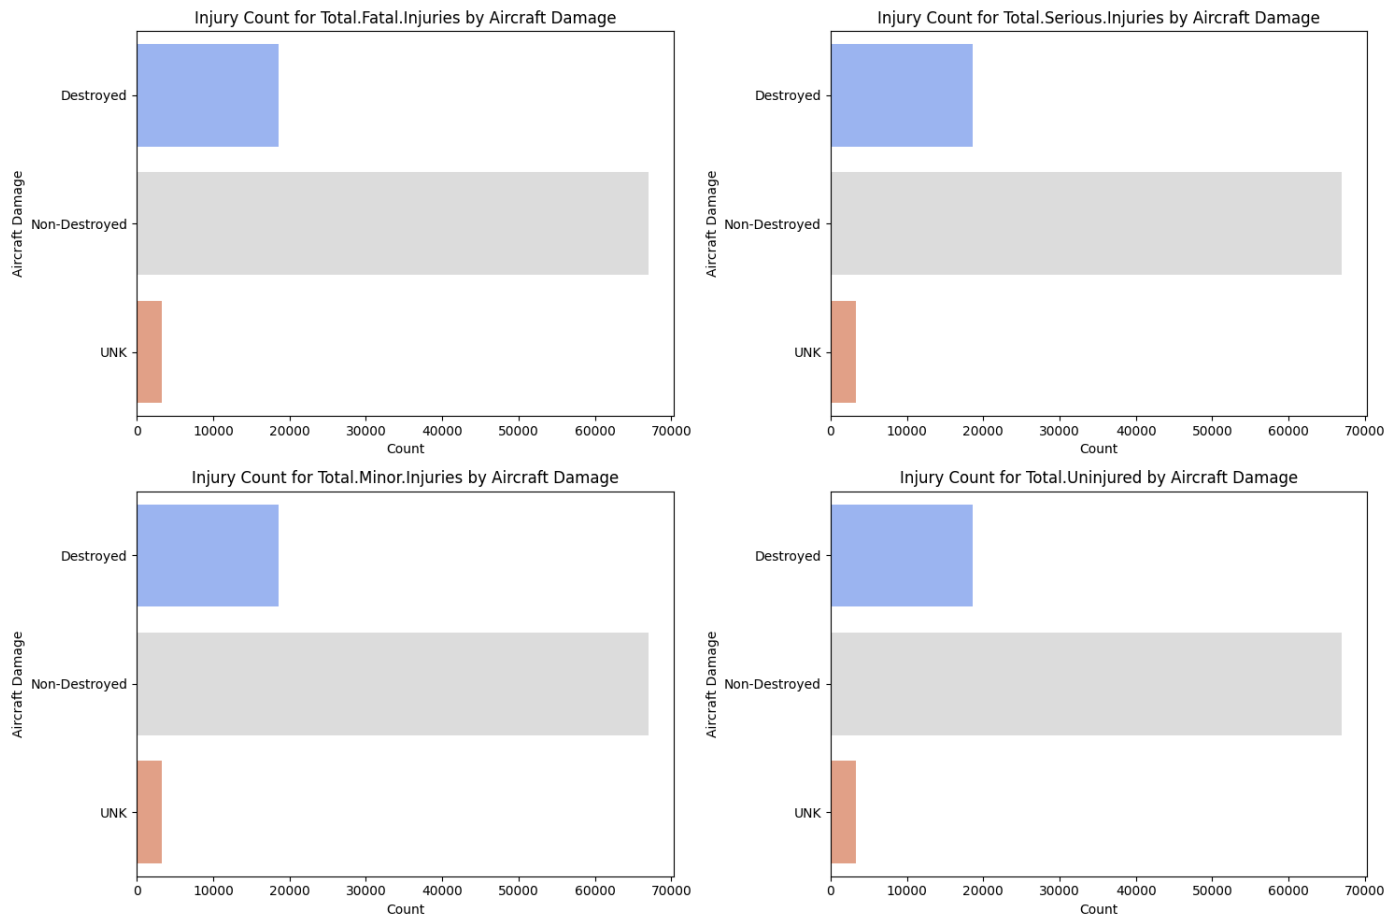 Injury Count for Total.Fatal.Injuries by Aircraft Damage
Aircraft Damage
Destroyed
Non-Destroyed
UNK
0 10000 20000 30000 40000 50000 60000 70000
Count
Injury Count for Total.Serious.Injuries by Aircraft Damage
Aircraft Damage
Destroyed
Non-Destroyed
UNK
0 10000 20000 30000 40000 50000 60000 70000
Count
Injury Count for Total.Minor.Injuries by Aircraft Damage
Aircraft Damage
Destroyed
Non-Destroyed
UNK
0 10000 20000 30000 40000 50000 60000 70000
Count
Injury Count for Total.Uninjured by Aircraft Damage
Aircraft Damage
Destroyed
Non-Destroyed
UNK
0 10000 20000 30000 40000 50000 60000 70000
Count